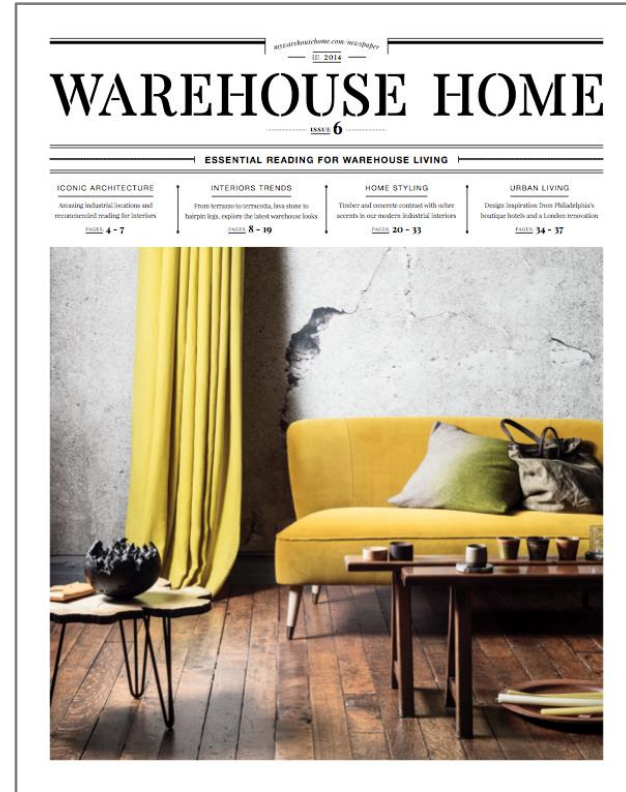 mywarehousehome.com/newspaper
EST. 2014
WAREHOUSE HOME
ISSUE 6
ESSENTIAL READING FOR WAREHOUSE LIVING
ICONIC ARCHITECTURE
Amazing industrial locations and
recommended reading for interiors
PAGES 4 - 7
INTERIORS TRENDS
From terrazzo to terracotta, lava stone to
hairpin legs, explore the latest warehouse looks
PAGES 8 - 19
HOME STYLING
Timber and concrete contrast with ochre
accents in our modern industrial interiors
PAGES 20 - 33
URBAN LIVING
Design inspiration from Philadelphia's
boutique hotels and a London renovation
PAGES 34 - 37